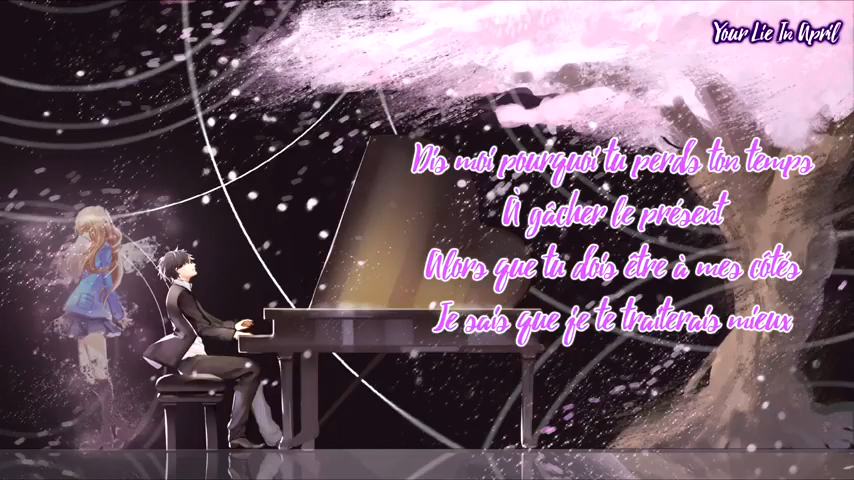 Your Lie In April
Dis moi pourquoi tu perds ton temps
À gâcher le présent
Alors que tu dois être à mes côtés
Je sais que je te traiterais mieux